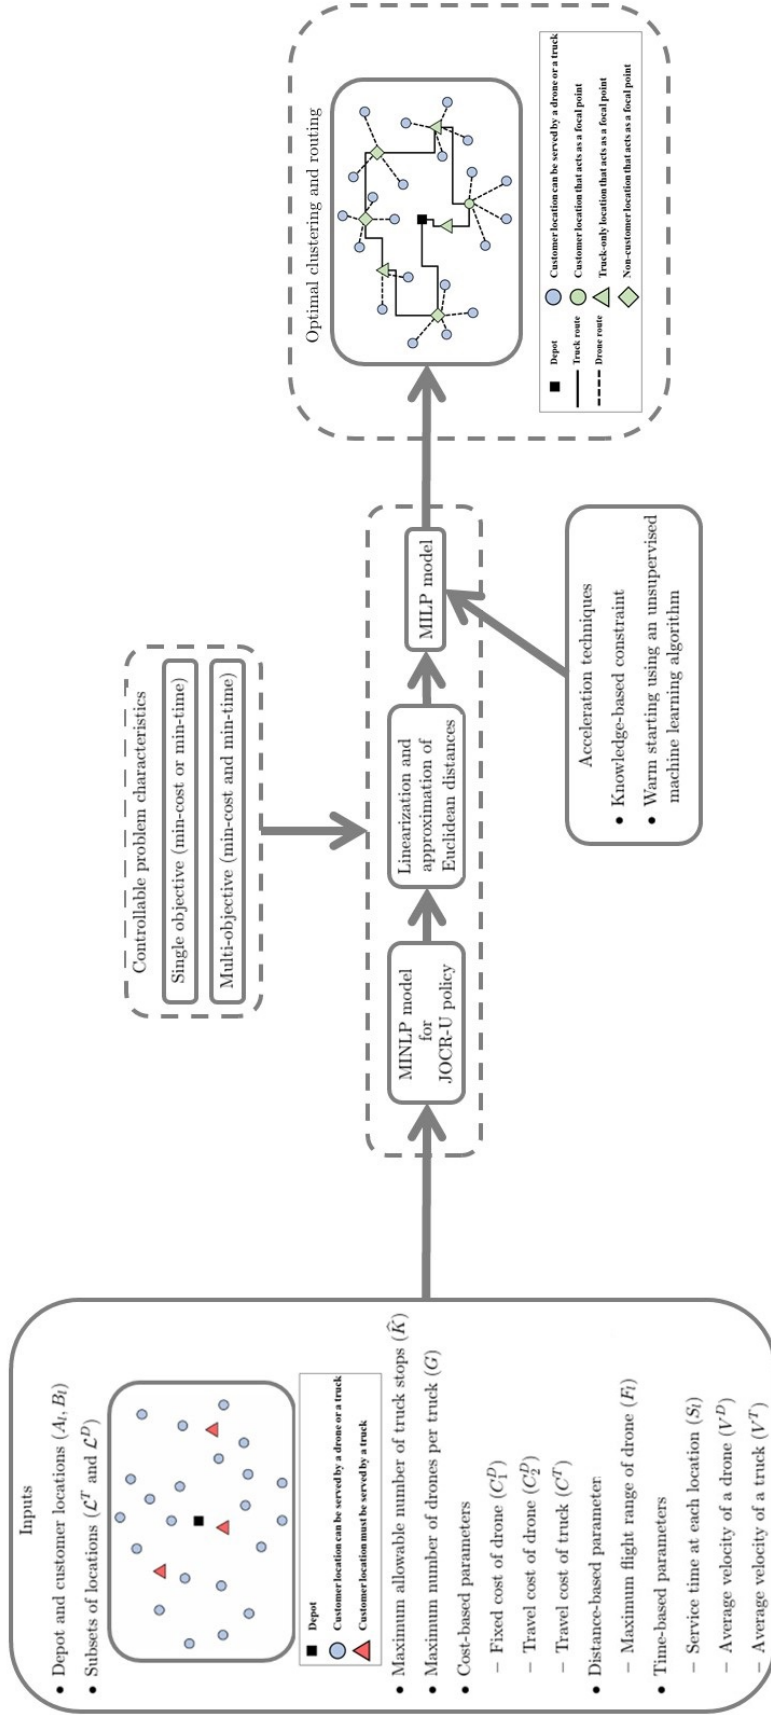 Inputs
• Depot and customer locations (A_l, B_l)
• Subsets of locations (ℒ^T and ℒ^D)
Depot
Customer location can be served by a drone or a truck
Customer location must be served by a truck
• Maximum allowable number of truck stops (K̂)
• Maximum number of drones per truck (G)
• Cost-based parameters
– Fixed cost of drone (C_1^D)
– Travel cost of drone (C_2^D)
– Travel cost of truck (C^T)
• Distance-based parameter
– Maximum flight range of drone (F_l)
• Time-based parameters
– Service time at each location (S_l)
– Average velocity of a drone (V^D)
– Average velocity of a truck (V^T)
Controllable problem characteristics
Single objective (min-cost or min-time)
Multi-objective (min-cost and min-time)
MINLP model
for
JOCR-U policy
Linearization and
approximation of
Euclidean distances
MILP model
Acceleration techniques
• Knowledge-based constraint
• Warm starting using an unsupervised
machine learning algorithm
Optimal clustering and routing
Depot
Truck route
Drone route
Customer location can be served by a drone or a truck
Customer location that acts as a focal point
Truck-only location that acts as a focal point
Non-customer location that acts as a focal point